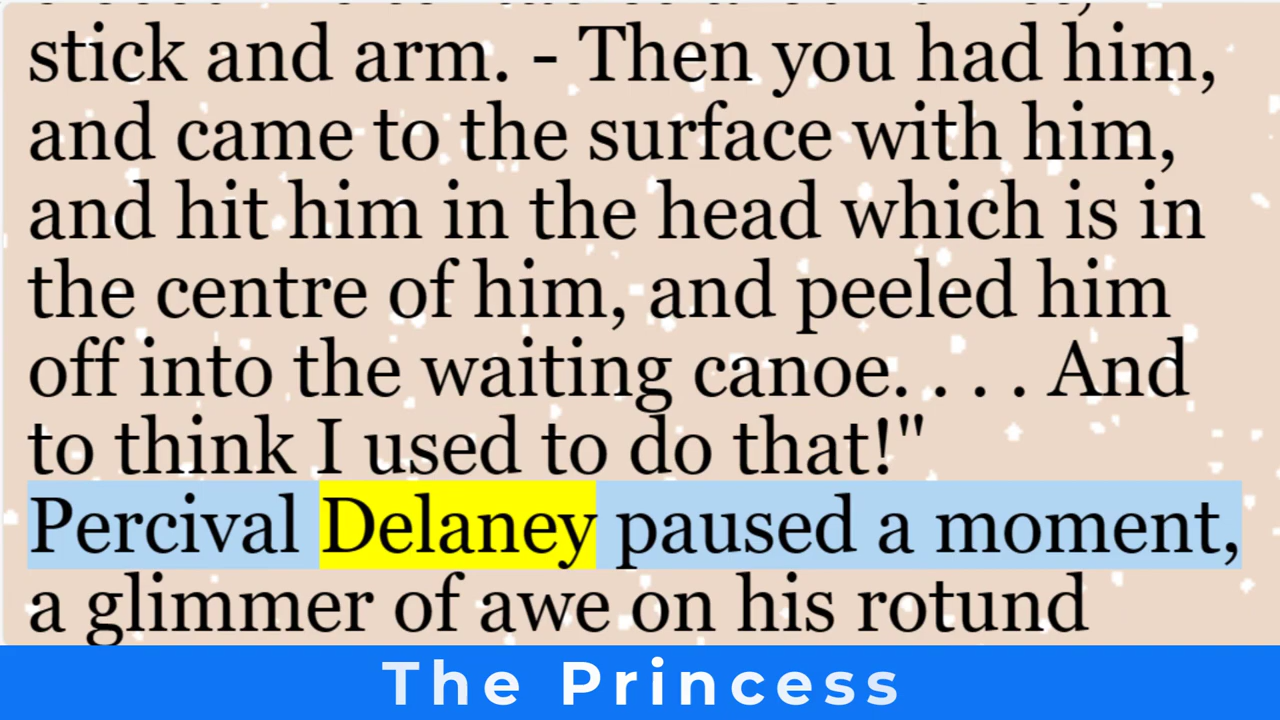 stick and arm. - Then you had him,
and came to the surface with him,
and hit him in the head which is in
the centre of him, and peeled him
off into the waiting canoe. . . . And
to think I used to do that!"
Percival Delaney paused a moment,
a glimmer of awe on his rotund
The Princess